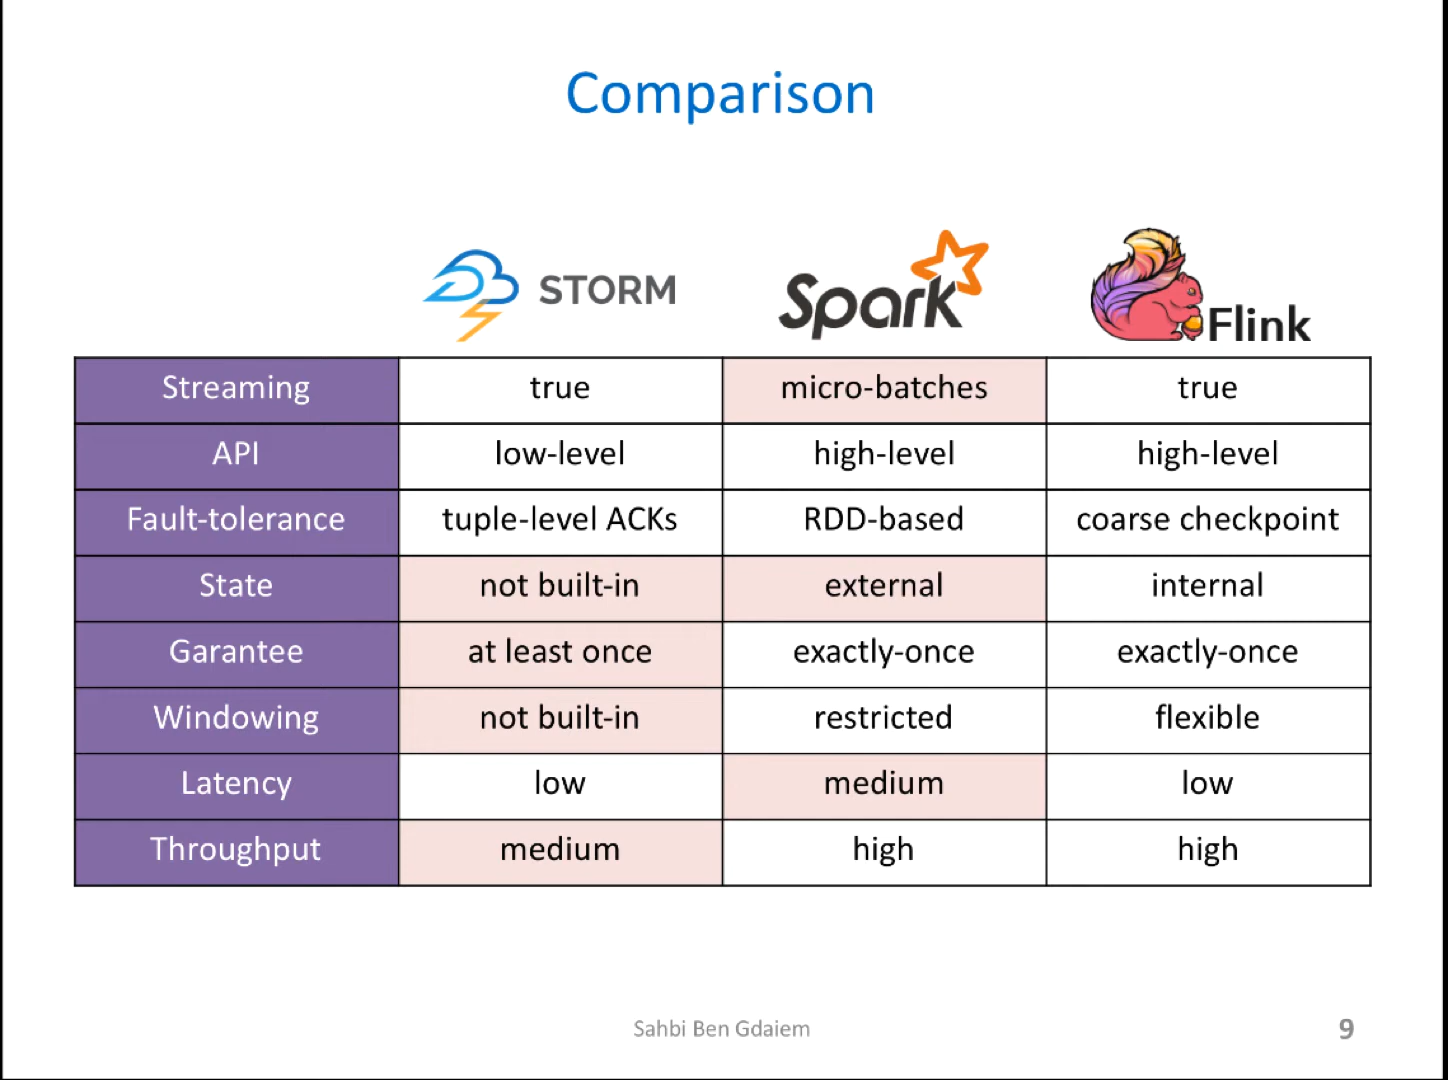 Comparison
STORM Spark Flink
Streaming true micro-batches true
API low-level high-level high-level
Fault-tolerance tuple-level ACKs RDD-based coarse checkpoint
State not built-in external internal
Garantee at least once exactly-once exactly-once
Windowing not built-in restricted flexible
Latency low medium low
Throughput medium high high
Sahbi Ben Gdaiem 9